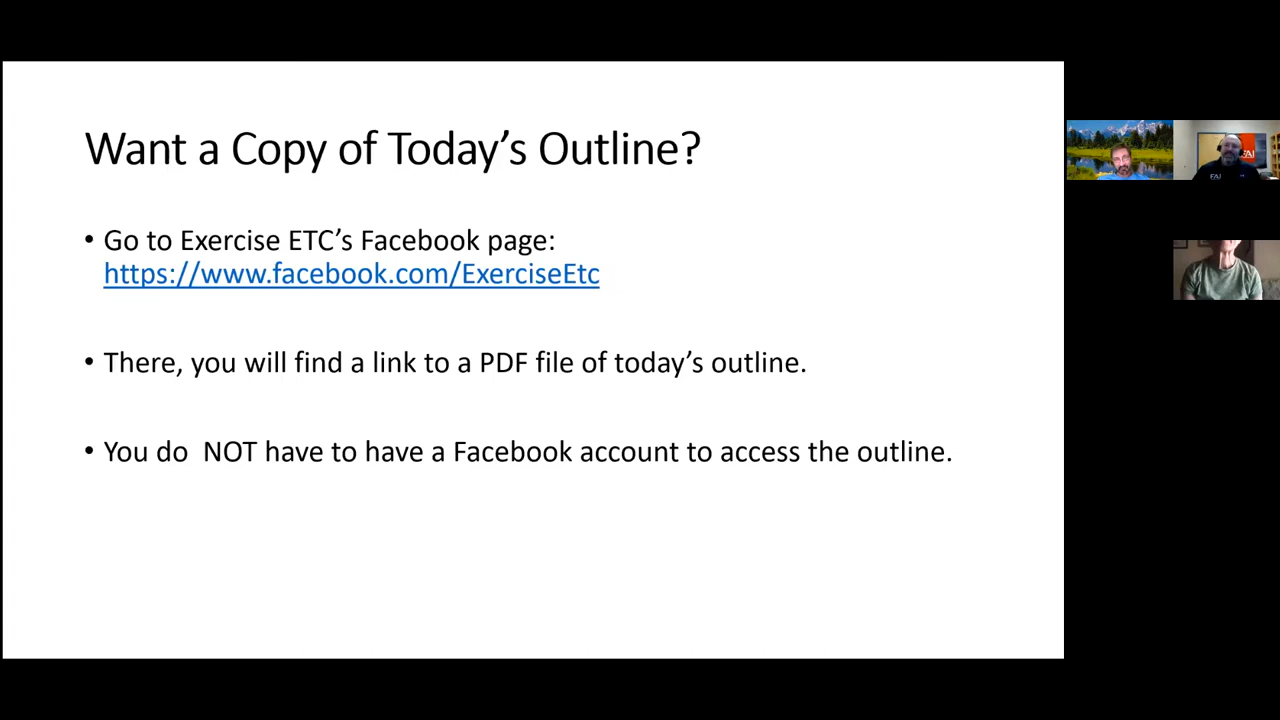 Want a Copy of Today’s Outline?
• Go to Exercise ETC’s Facebook page:
https://www.facebook.com/ExerciseEtc
• There, you will find a link to a PDF file of today’s outline.
• You do  NOT have to have a Facebook account to access the outline.
FAI